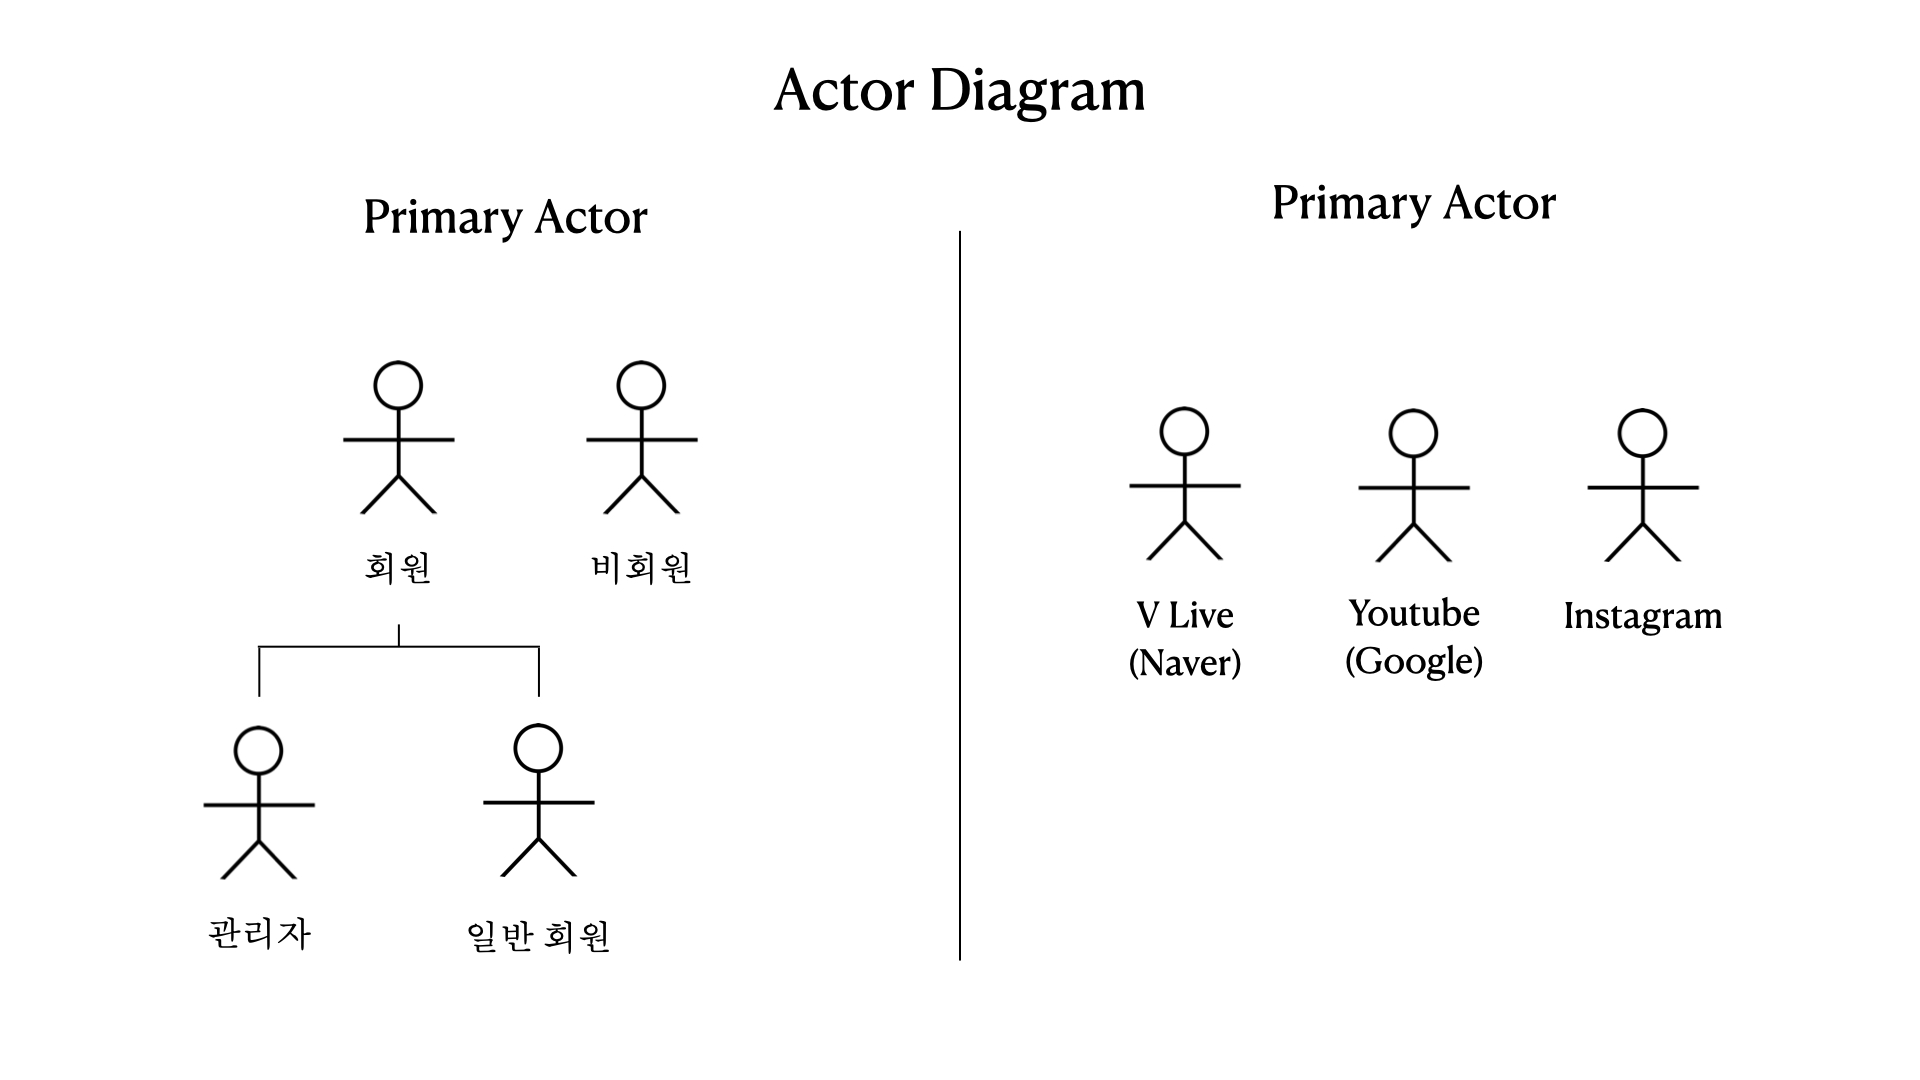 Actor Diagram
Primary Actor
회원
비회원
관리자
일반 회원
Primary Actor
V Live
(Naver)
Youtube
(Google)
Instagram